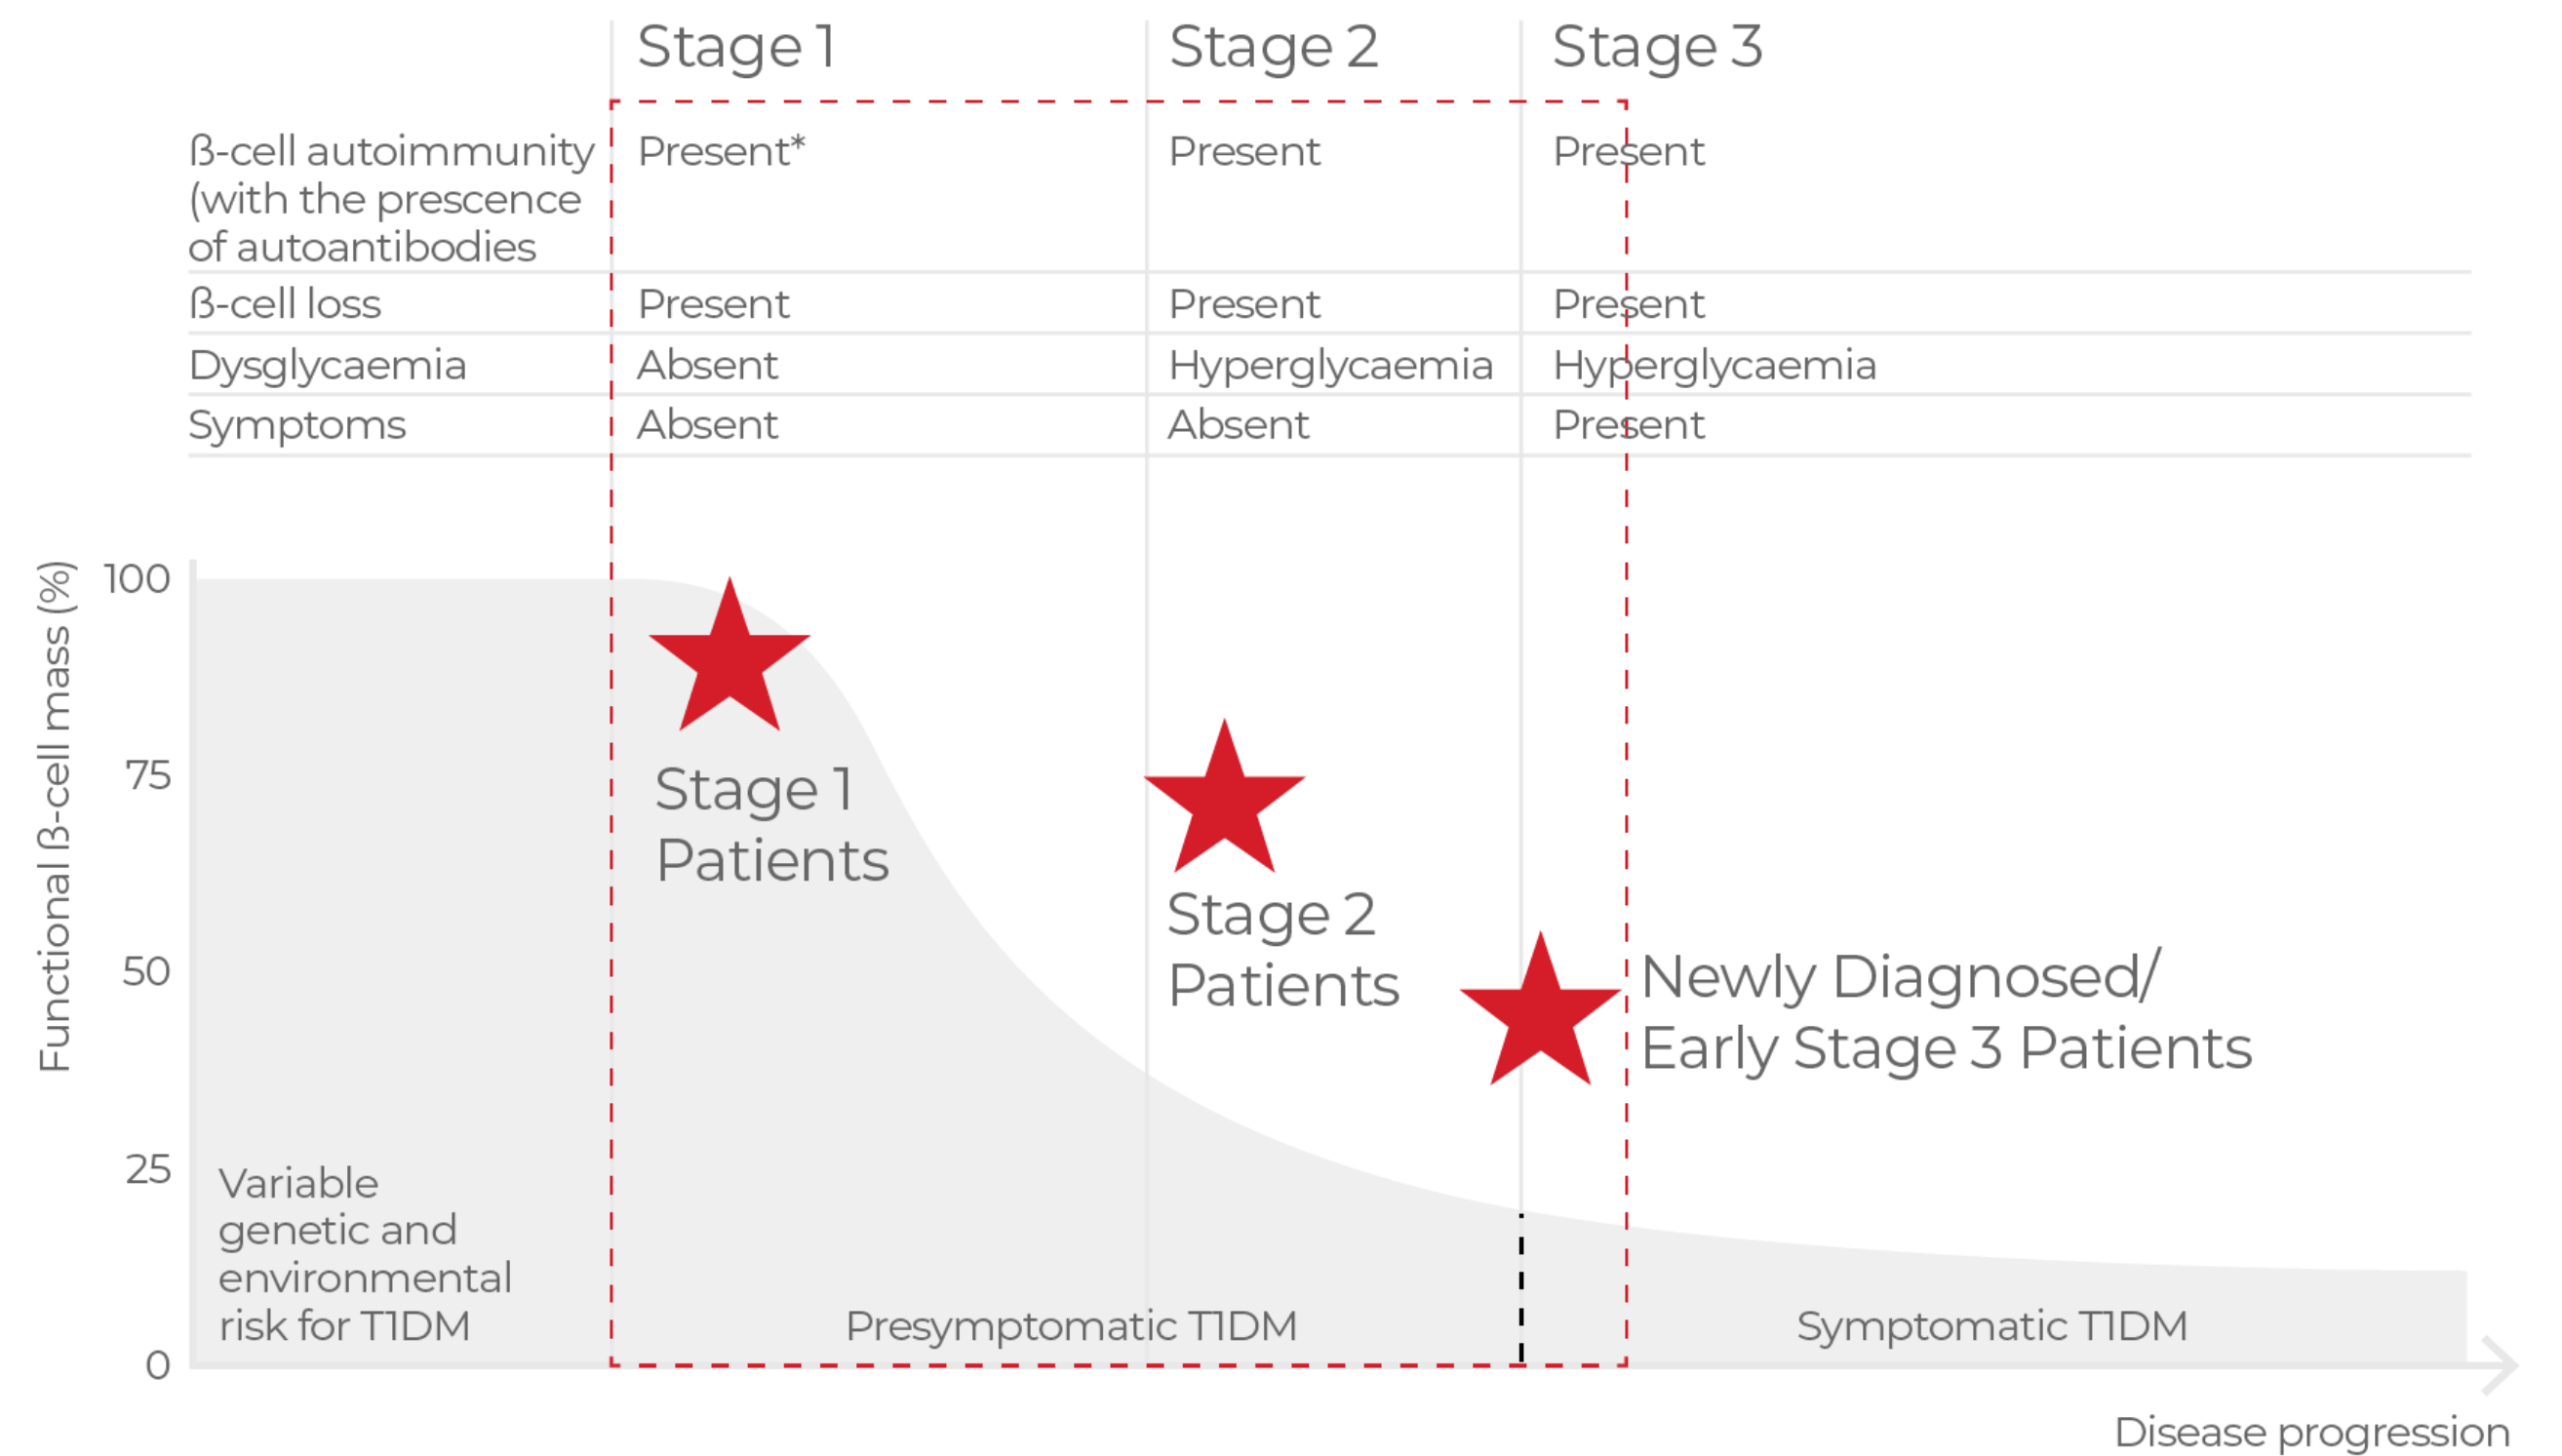 Stage 1
Stage 2
Stage 3
ß-cell autoimmunity
(with the prescence
of autoantibodies
Present*
Present
Present
ß-cell loss
Present
Present
Present
Dysglycaemia
Absent
Hyperglycaemia
Hyperglycaemia
Symptoms
Absent
Absent
Present
Functional ß-cell mass (%)
100
75
50
25
0
Stage 1
Patients
Stage 2
Patients
Newly Diagnosed/
Early Stage 3 Patients
Variable
genetic and
environmental
risk for T1DM
Presymptomatic T1DM
Symptomatic T1DM
Disease progression